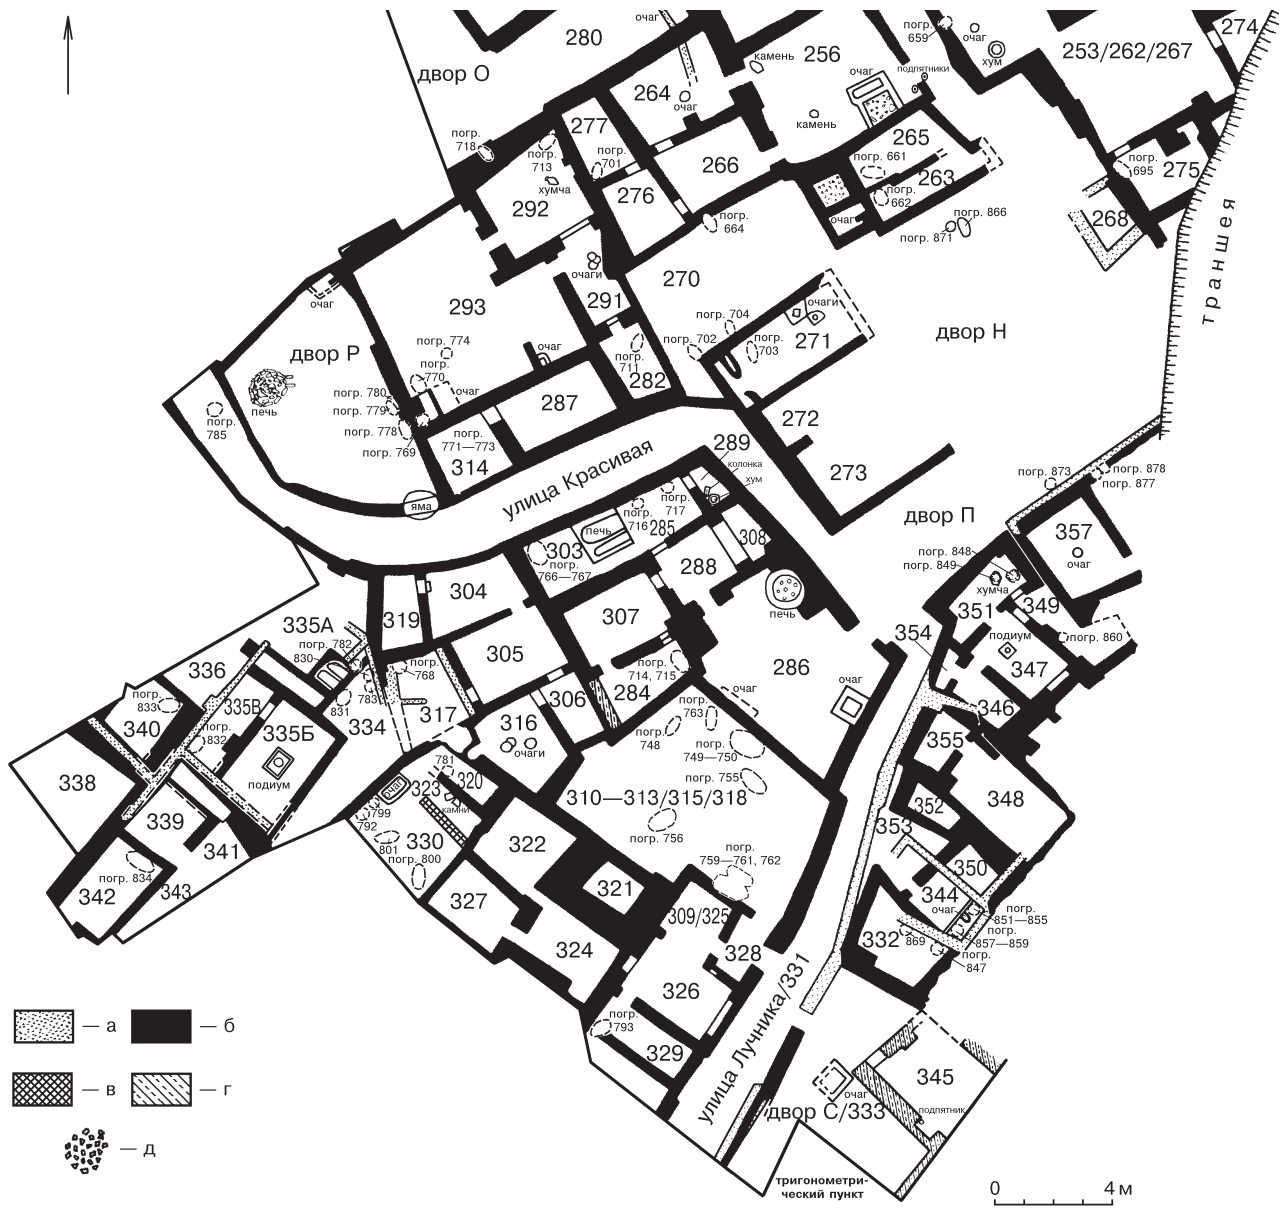 очаг
280
двор О
264
очаг
камень
256
очаг
подпятники
камень
погр.
659
очаг
хум
253/262/267
274
погр.
718
277
погр.
713
погр.
701
хумча
292
276
266
265
погр. 661
263
погр.
662
очаг
погр. 866
погр.
871
погр.
664
погр.
695
275
268
траншея
очаги
291
270
293
очаг
двор Р
погр. 774
погр.
770
очаг
погр. 780
погр.
779
погр. 778
погр.
769
печь
погр.
785
очаг
погр. 704
погр. 702
погр.
703
очаги
271
двор Н
погр.
711
282
287
погр.
771—773
314
272
273
289
колонка
хум
улица Красивая
яма
погр.
717
погр.
716
285
печь
303
погр.
766—767
308
288
печь
304
319
307
305
306
284
погр.
714, 715
286
очаг
очаг
двор П
погр. 873
погр. 878
погр. 877
357
очаг
погр. 848
погр. 849
хумча
351
349
354
подиум
погр. 860
347
346
335А
погр. 782
830
336
погр.
768
783
831
334
317
335В
погр.
833
340
погр.
832
335Б
подиум
338
339
341
погр. 834
342
343
316
очаги
781
320
очаг
323
камни
799
792
801
330
погр. 800
погр.
763
погр.
748
погр.
749—750
погр. 755
310—313/315/318
погр. 756
погр.
759—761, 762
322
321
327
324
309/325
328
326
погр.
793
329
улица Лучника/331
355
352
348
353
350
344
очаг
погр.
851—855
погр.
857—859
погр.
847
869
332
345
очаг
двор С/333
подпятник
тригонометри-
ческий пункт
— а
— б
— в
— г
— д
0
4 м